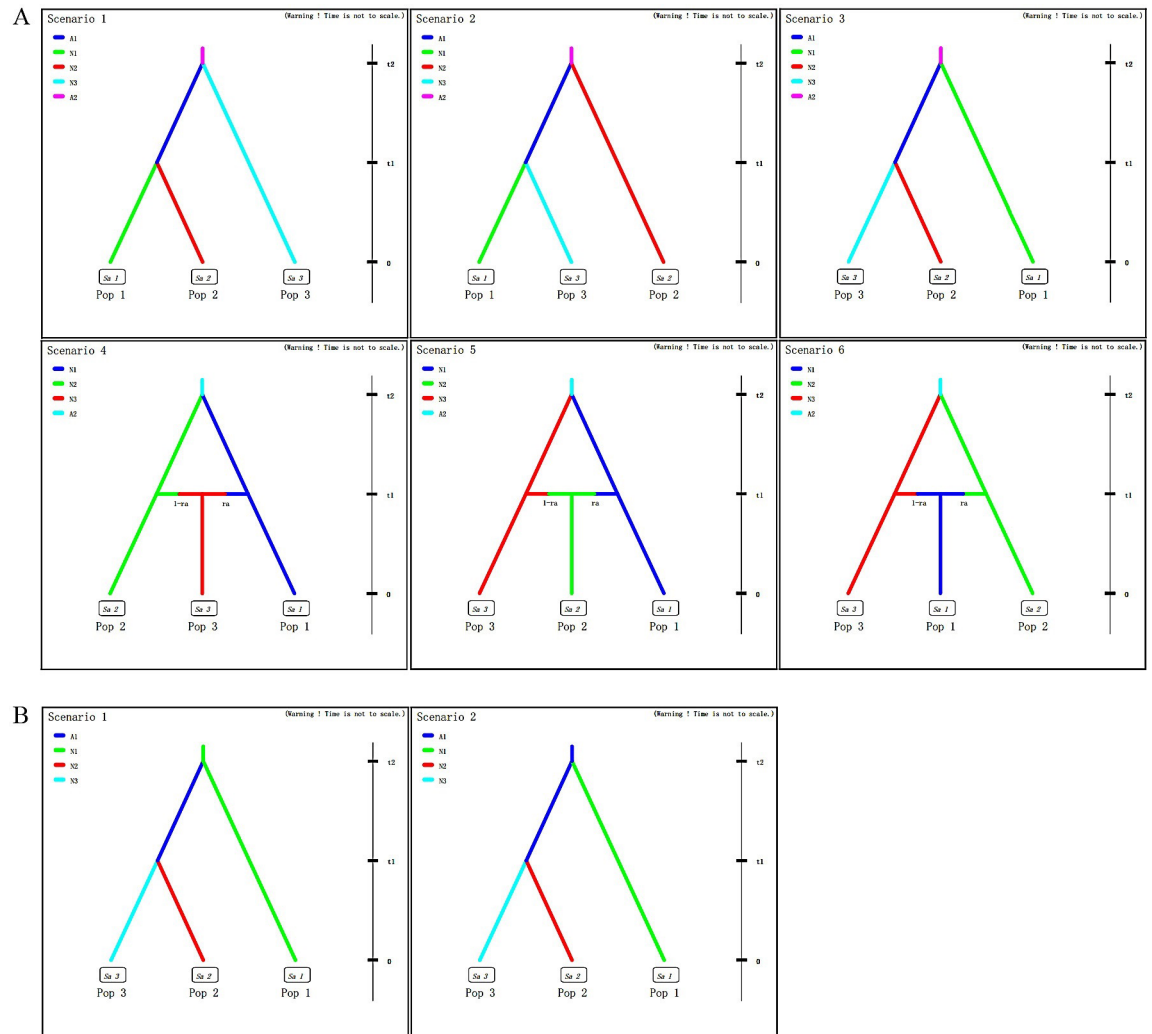 A
Scenario 1 (Warning ! Time is not to scale.)
A1
N1
N2
N3
A2
t2
t1
0
Sa 1 Sa 2 Sa 3
Pop 1 Pop 2 Pop 3
Scenario 2 (Warning ! Time is not to scale.)
A1
N1
N2
N3
A2
t2
t1
0
Sa 1 Sa 3 Sa 2
Pop 1 Pop 3 Pop 2
Scenario 3 (Warning ! Time is not to scale.)
A1
N1
N2
N3
A2
t2
t1
0
Sa 3 Sa 2 Sa 1
Pop 3 Pop 2 Pop 1
Scenario 4 (Warning ! Time is not to scale.)
N1
N2
N3
A2
t2
t1
1-ra ra
0
Sa 2 Sa 3 Sa 1
Pop 2 Pop 3 Pop 1
Scenario 5 (Warning ! Time is not to scale.)
N1
N2
N3
A2
t2
t1
1-ra ra
0
Sa 3 Sa 2 Sa 1
Pop 3 Pop 2 Pop 1
Scenario 6 (Warning ! Time is not to scale.)
N1
N2
N3
A2
t2
t1
1-ra ra
0
Sa 3 Sa 1 Sa 2
Pop 3 Pop 1 Pop 2
B
Scenario 1 (Warning ! Time is not to scale.)
A1
N1
N2
N3
t2
t1
0
Sa 3 Sa 2 Sa 1
Pop 3 Pop 2 Pop 1
Scenario 2 (Warning ! Time is not to scale.)
A1
N1
N2
N3
t2
t1
0
Sa 3 Sa 2 Sa 1
Pop 3 Pop 2 Pop 1